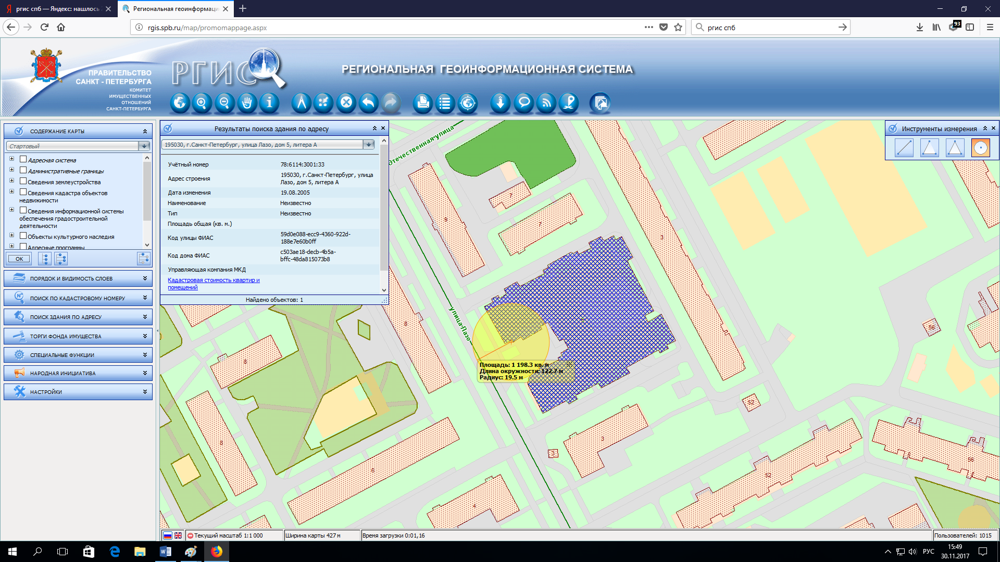 ргис спб — Яндекс: нашлось
Региональная геоинформаци
rgis.spb.ru/map/promomappage.aspx
ргис спб
93
ПРАВИТЕЛЬСТВО
САНКТ - ПЕТЕРБУРГА
КОМИТЕТ
ИМУЩЕСТВЕННЫХ
ОТНОШЕНИЙ
САНКТ-ПЕТЕРБУРГА
РГИС
РЕГИОНАЛЬНАЯ ГЕОИНФОРМАЦИОННАЯ СИСТЕМА
СОДЕРЖАНИЕ КАРТЫ
Стартовый
Адресная система
Административные границы
Сведения землеустройства
Сведения кадастра объектов
недвижимости
Сведения информационной системы
обеспечения градостроительной
деятельности
Объекты культурного наследия
Адресные программы
ОК
ПОРЯДОК И ВИДИМОСТЬ СЛОЕВ
ПОИСК ПО КАДАСТРОВОМУ НОМЕРУ
ПОИСК ЗДАНИЯ ПО АДРЕСУ
ТОРГИ ФОНДА ИМУЩЕСТВА
СПЕЦИАЛЬНЫЕ ФУНКЦИИ
НАРОДНАЯ ИНИЦИАТИВА
НАСТРОЙКИ
Результаты поиска здания по адресу
195030, г.Санкт-Петербург, улица Лазо, дом 5, литера А
Учётный номер 78:6114:3001:33
Адрес строения 195030, г.Санкт-Петербург, улица
Лазо, дом 5, литера А
Дата изменения 19.08.2005
Наименование Неизвестно
Тип Неизвестно
Площадь общая (кв. м.)
Код улицы ФИАС 59d0e088-ecc9-4360-922d-
188e7e60b0ff
Код дома ФИАС c503ae18-decb-4b5a-
bffc-48da815073b8
Управляющая компания МКД
Кадастровая стоимость квартир и
помещений
Найдено объектов: 1
Инструменты измерения
Отечественная улица
улица Лазо
7
9
7
3
8
8
8
6
4
3
3
52
52
56
56
Площадь: 1 198.3 кв. м
Длина окружности: 122.7 м
Радиус: 19.5 м
Текущий масштаб 1:1 000
Ширина карты 427 м
Время загрузки 0:01,16
Пользователей: 1015
РУС
15:49
30.11.2017